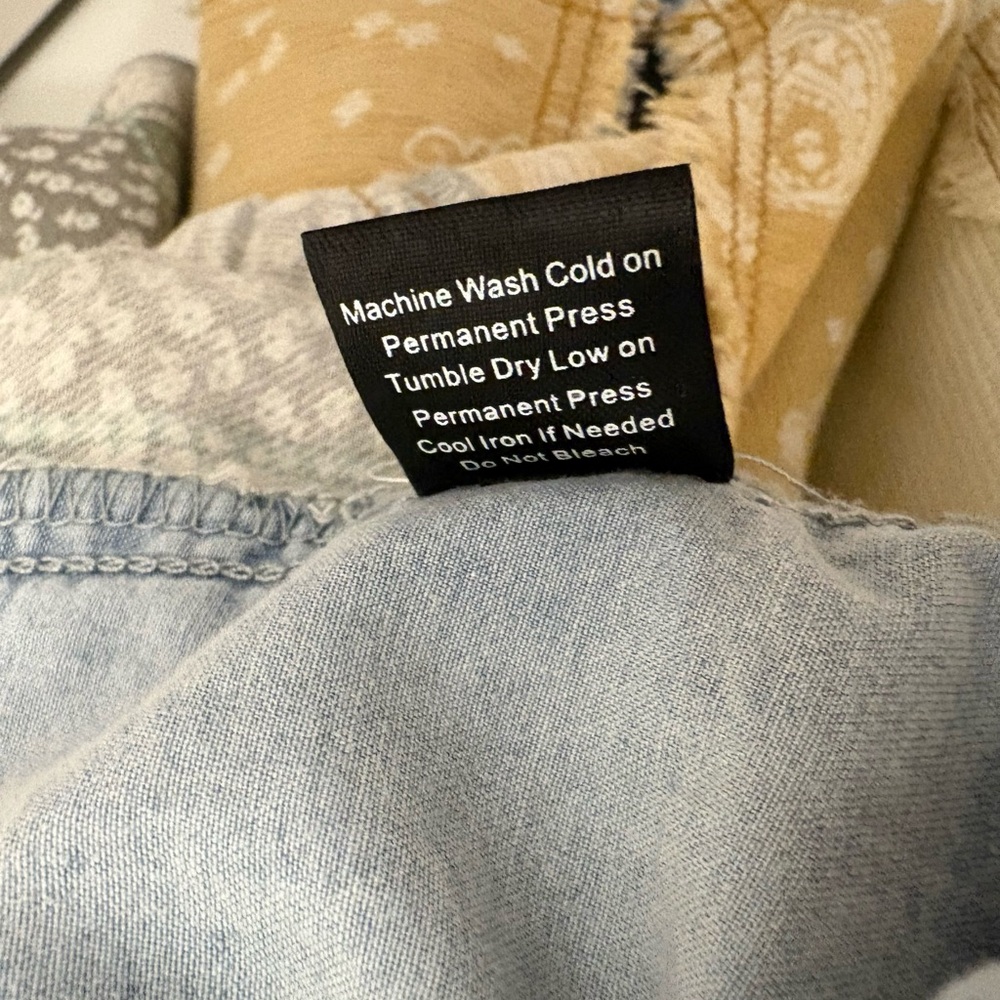 Machine Wash Cold on
Permanent Press
Tumble Dry Low on
Permanent Press
Cool Iron If Needed
Do Not Bleach